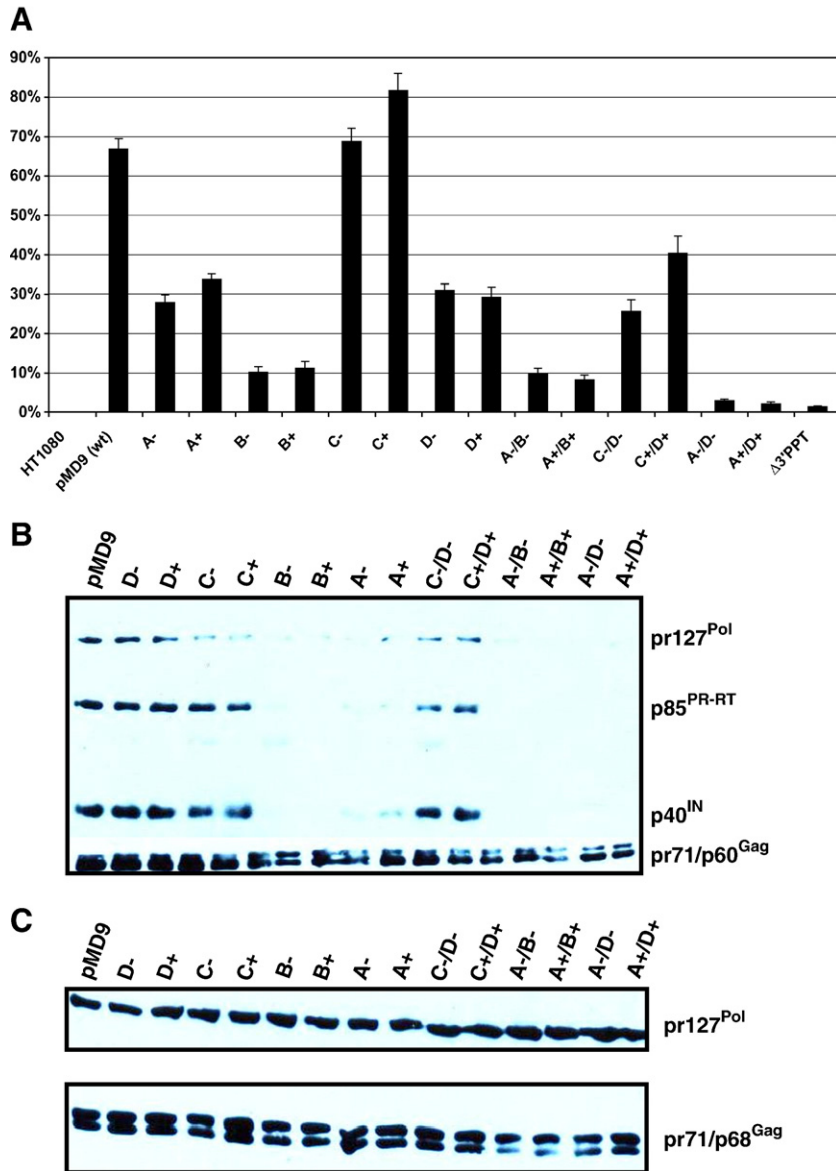 A
90%
80%
70%
60%
50%
40%
30%
20%
10%
0%
HT1080 pMD9 (wt) A- A+ B- B+ C- C+ D- D+ A-/B- A+/B+ C-/D- C+/D+ A-/D- A+/D+ Δ3'PPT
B
pMD9 D- D+ C- C+ B- B+ A- A+ C-/D- C+/D+ A-/B- A+/B+ A-/D- A+/D+
pr127Pol
p85PR-RT
p40IN
pr71/p60Gag
C
pMD9 D- D+ C- C+ B- B+ A- A+ C-/D- C+/D+ A-/B- A+/B+ A-/D- A+/D+
pr127Pol
pr71/p68Gag